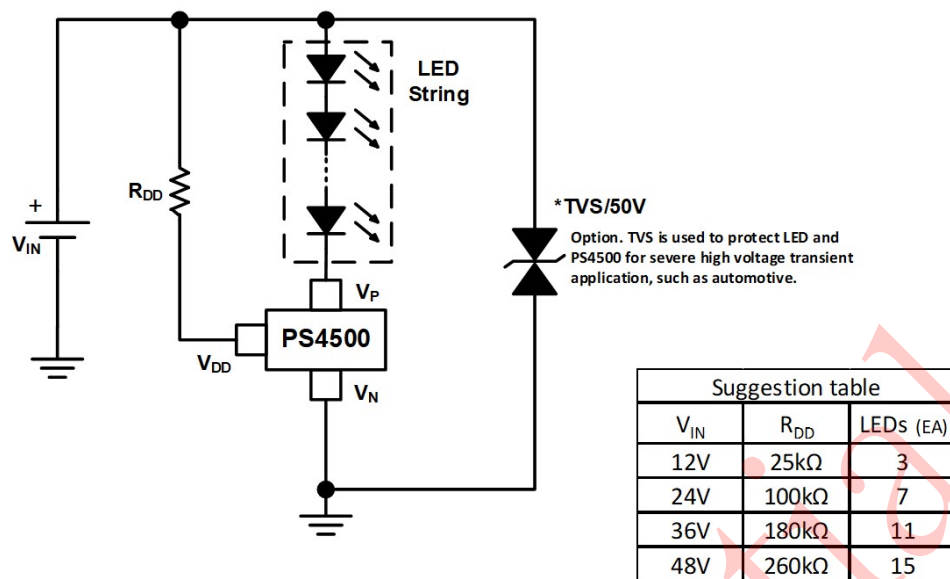 LED
String
R_DD
+
V_IN
*TVS/50V
Option. TVS is used to protect LED and
PS4500 for severe high voltage transient
application, such as automotive.
V_P
PS4500
V_DD
V_N
Suggestion table
V_IN R_DD LEDs (EA)
12V 25kΩ 3
24V 100kΩ 7
36V 180kΩ 11
48V 260kΩ 15